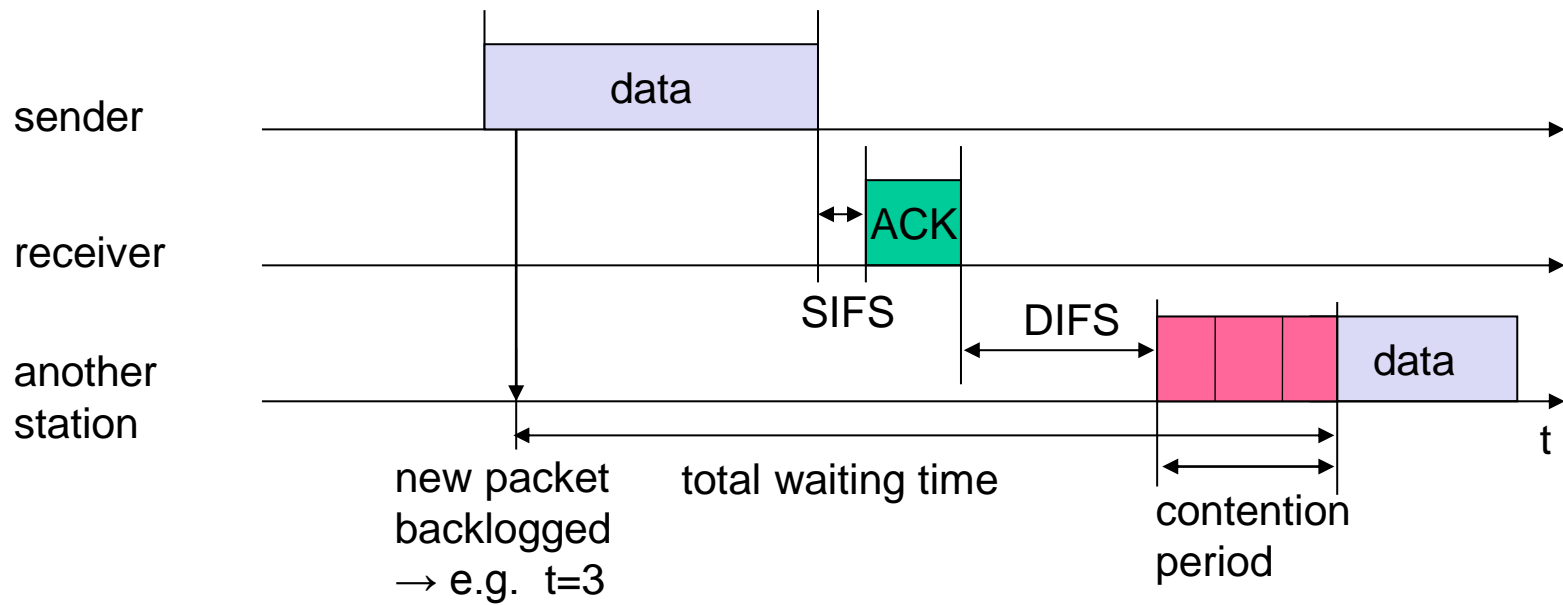 data
sender
ACK
receiver
SIFS
DIFS
data
another
station
t
new packet
backlogged
→ e.g. t=3
total waiting time
contention
period